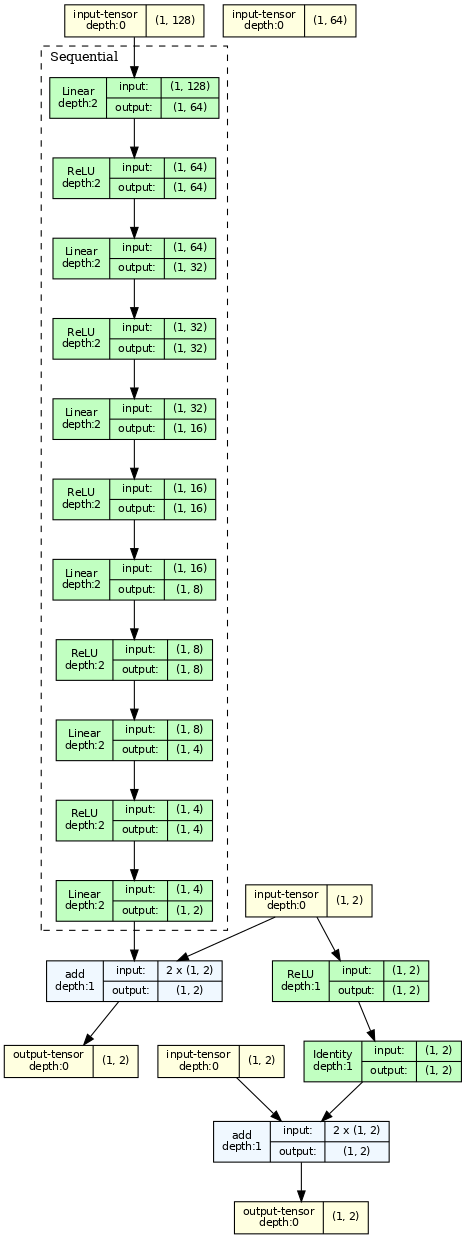 input-tensor
depth:0
(1, 128)
input-tensor
depth:0
(1, 64)
Sequential
Linear
depth:2
input:
(1, 128)
output:
(1, 64)
ReLU
depth:2
input:
(1, 64)
output:
(1, 64)
Linear
depth:2
input:
(1, 64)
output:
(1, 32)
ReLU
depth:2
input:
(1, 32)
output:
(1, 32)
Linear
depth:2
input:
(1, 32)
output:
(1, 16)
ReLU
depth:2
input:
(1, 16)
output:
(1, 16)
Linear
depth:2
input:
(1, 16)
output:
(1, 8)
ReLU
depth:2
input:
(1, 8)
output:
(1, 8)
Linear
depth:2
input:
(1, 8)
output:
(1, 4)
ReLU
depth:2
input:
(1, 4)
output:
(1, 4)
Linear
depth:2
input:
(1, 4)
output:
(1, 2)
input-tensor
depth:0
(1, 2)
add
depth:1
input:
2 x (1, 2)
output:
(1, 2)
ReLU
depth:1
input:
(1, 2)
output:
(1, 2)
output-tensor
depth:0
(1, 2)
input-tensor
depth:0
(1, 2)
Identity
depth:1
input:
(1, 2)
output:
(1, 2)
add
depth:1
input:
2 x (1, 2)
output:
(1, 2)
output-tensor
depth:0
(1, 2)